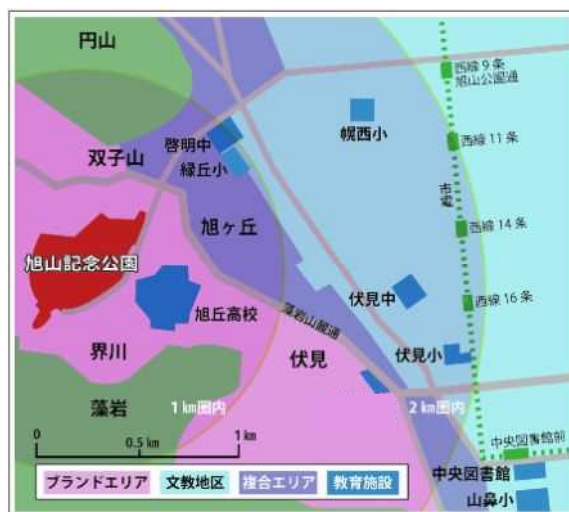 円山
西線9条
旭山公園通
幌西小
啓明中
緑丘小
西線11条
双子山
市電
旭ヶ丘
西線14条
旭山記念公園
伏見中
旭丘高校
藻岩山麓通
西線16条
界川
伏見
伏見小
藻岩
1km圏内
2km圏内
0
0.5 km
1 km
中央図書館前
中央図書館
山鼻小
ブランドエリア
文教地区
複合エリア
教育施設